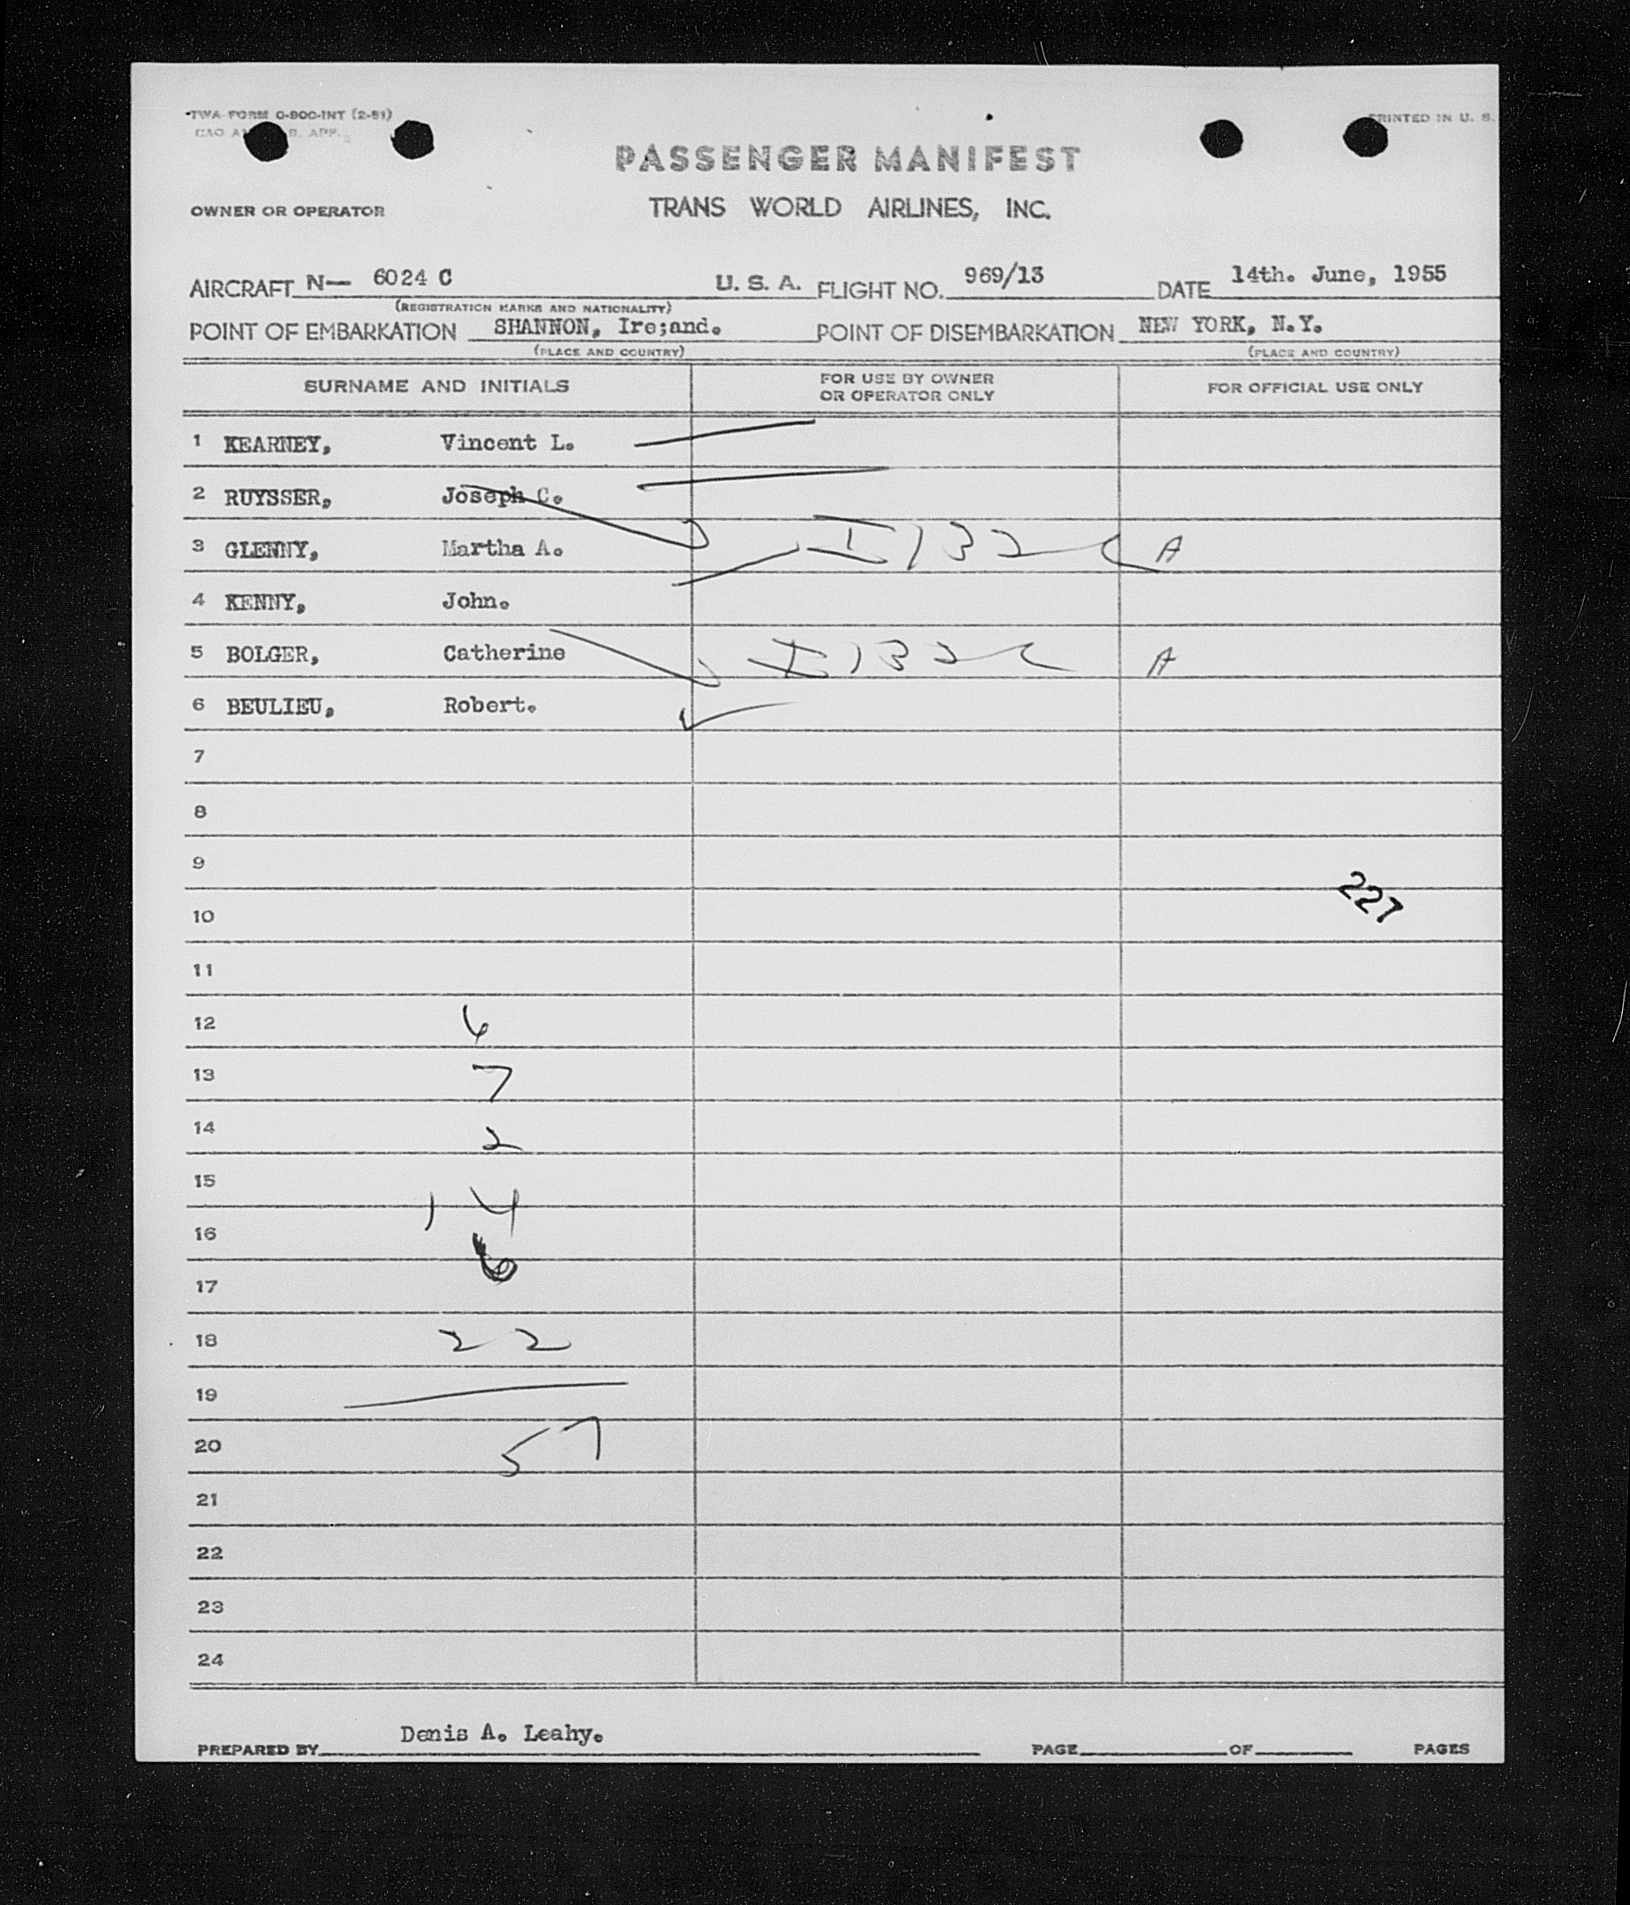 TWA FORM O-800-INT (2-51)
PRINTED IN U. S.
CAO APP.
PASSENGER MANIFEST
OWNER OR OPERATOR
TRANS WORLD AIRLINES, INC.
AIRCRAFT N— 6024 C U. S. A. FLIGHT NO. 969/13 DATE 14th. June, 1955
(REGISTRATION MARKS AND NATIONALITY)
POINT OF EMBARKATION SHANNON, Ire;and. POINT OF DISEMBARKATION NEW YORK, N.Y.
(PLACE AND COUNTRY) (PLACE AND COUNTRY)
SURNAME AND INITIALS FOR USE BY OWNER OR OPERATOR ONLY FOR OFFICIAL USE ONLY
1 KEARNEY, Vincent L.
2 RUYSSER, Joseph C.
3 GLENNY, Martha A. I 132 A
4 KENNY, John.
5 BOLGER, Catherine I 132 A
6 BEULIEU, Robert.
7
8
9
227
10
11
12 6
13 7
14 2
15
14
16
6
17
18 22
19
20 57
21
22
23
24
PREPARED BY Denis A. Leahy. PAGE OF PAGES